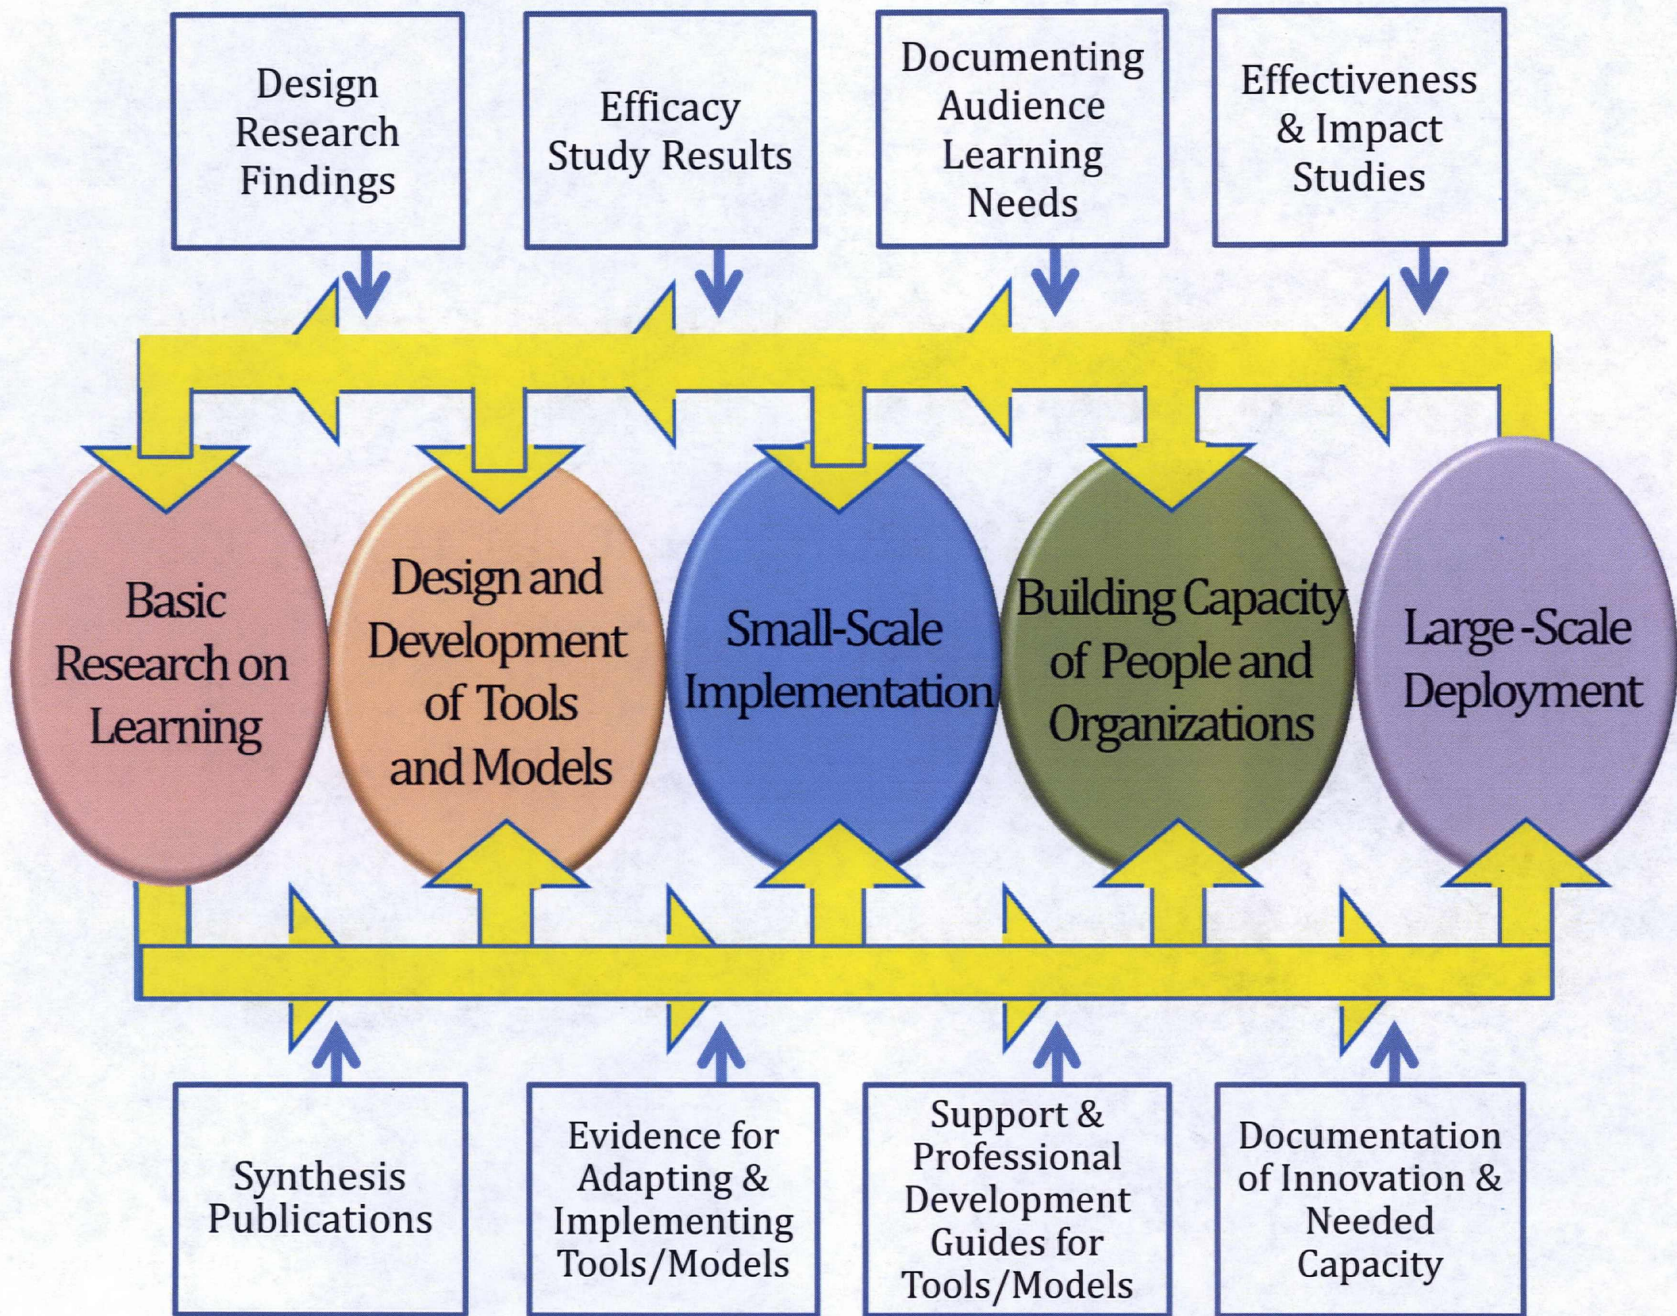 Design
Research
Findings
Efficacy
Study Results
Documenting
Audience
Learning
Needs
Effectiveness
& Impact
Studies
Basic
Research on
Learning
Design and
Development
of Tools
and Models
Small-Scale
Implementation
Building Capacity
of People and
Organizations
Large -Scale
Deployment
Synthesis
Publications
Evidence for
Adapting &
Implementing
Tools/Models
Support &
Professional
Development
Guides for
Tools/Models
Documentation
of Innovation &
Needed
Capacity